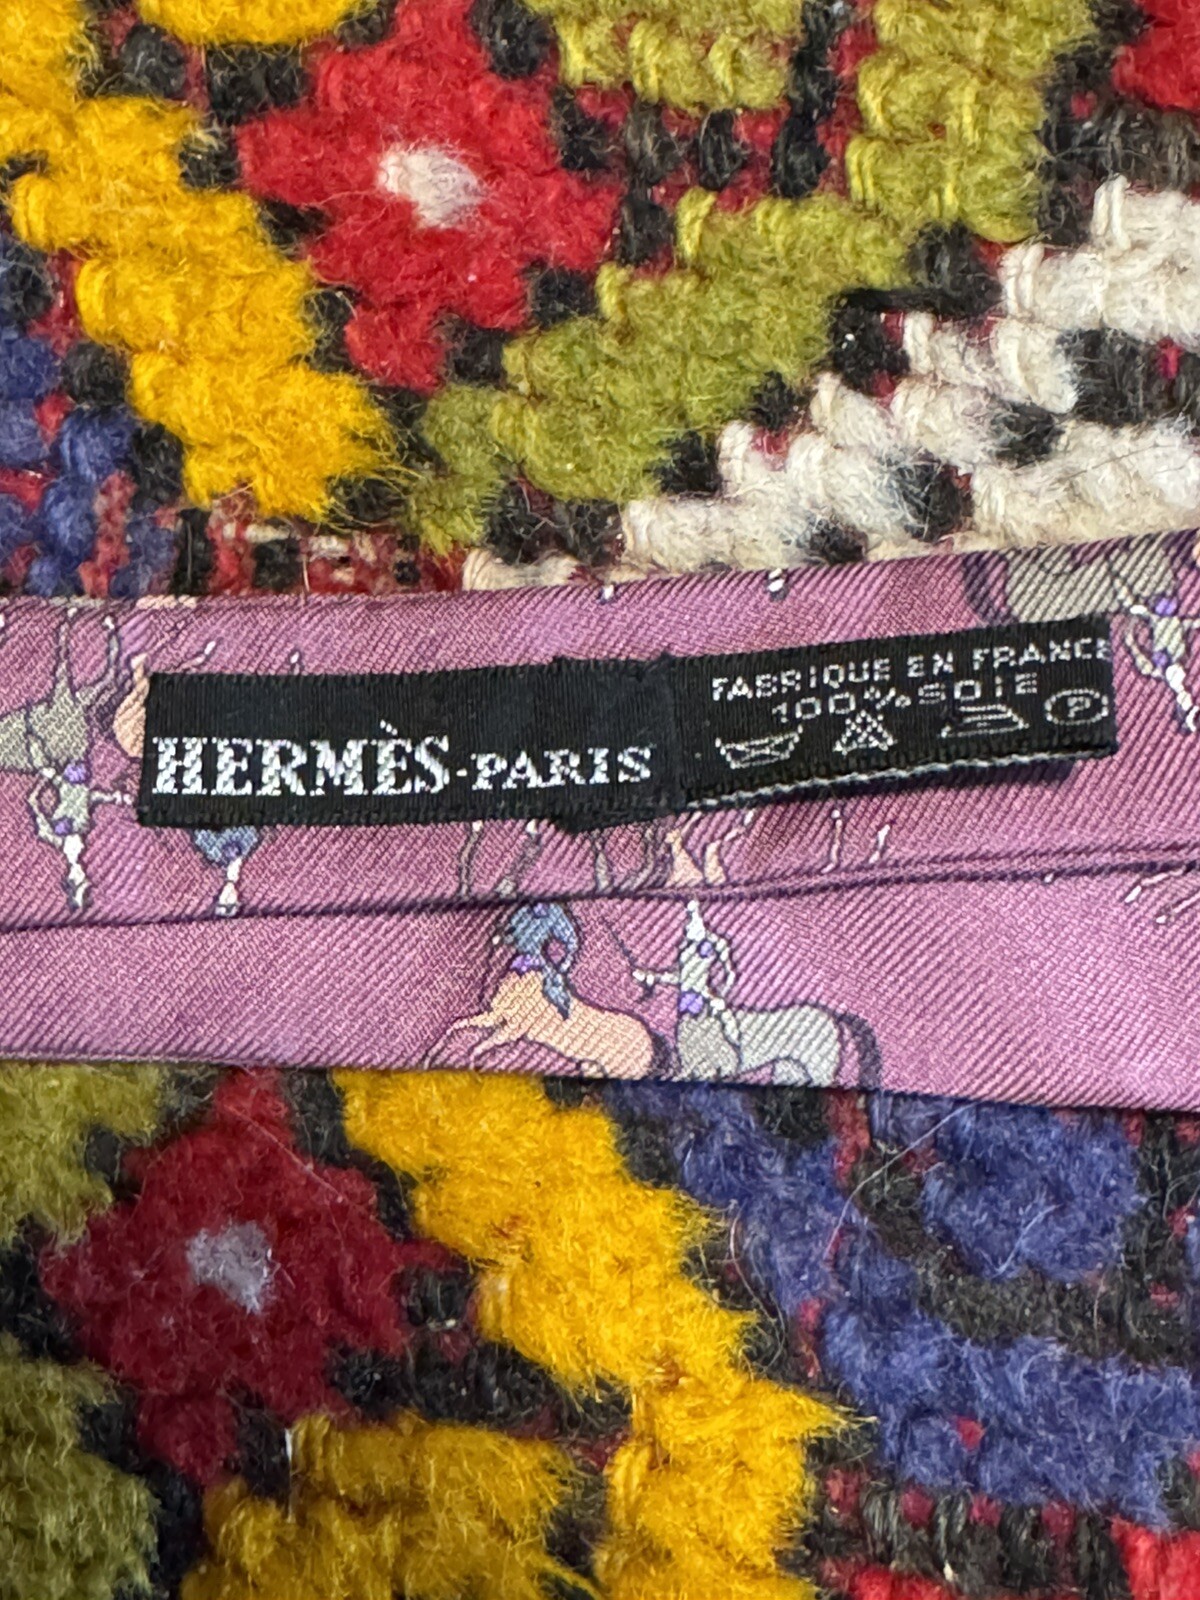 HERMÈS-PARIS
FABRIQUE EN FRANCE
100% SOIE
P